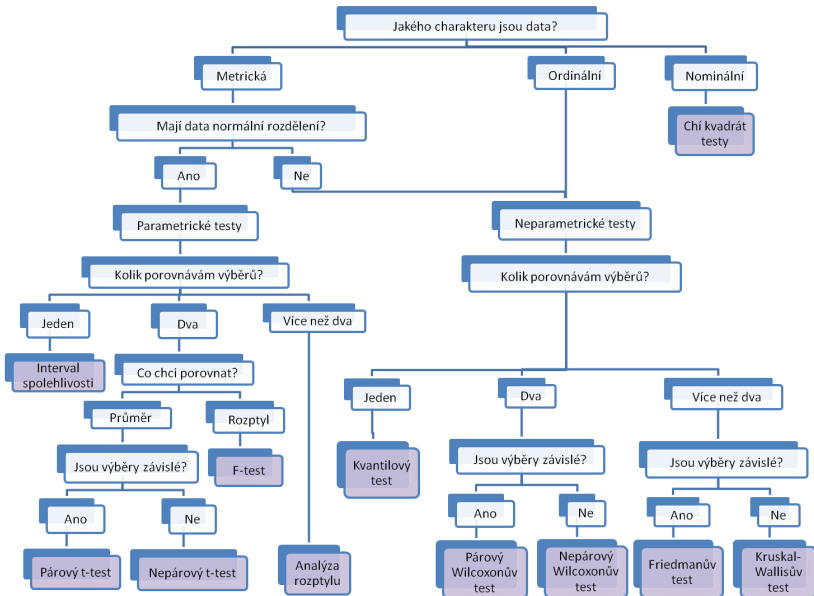 Jakého charakteru jsou data?
Metrická
Ordinální
Nominální
Mají data normální rozdělení?
Chí kvadrát
testy
Ano
Ne
Parametrické testy
Neparametrické testy
Kolik porovnávám výběrů?
Kolik porovnávám výběrů?
Jeden
Dva
Více než dva
Interval
spolehlivosti
Co chci porovnat?
Jeden
Dva
Více než dva
Průměr
Rozptyl
Jsou výběry závislé?
F-test
Kvantilový
test
Jsou výběry závislé?
Jsou výběry závislé?
Ano
Ne
Ano
Ne
Ano
Ne
Párový t-test
Nepárový t-test
Analýza
rozptylu
Párový
Wilcoxonův
test
Nepárový
Wilcoxonův
test
Friedmanův
test
Kruskal-
Wallisův
test